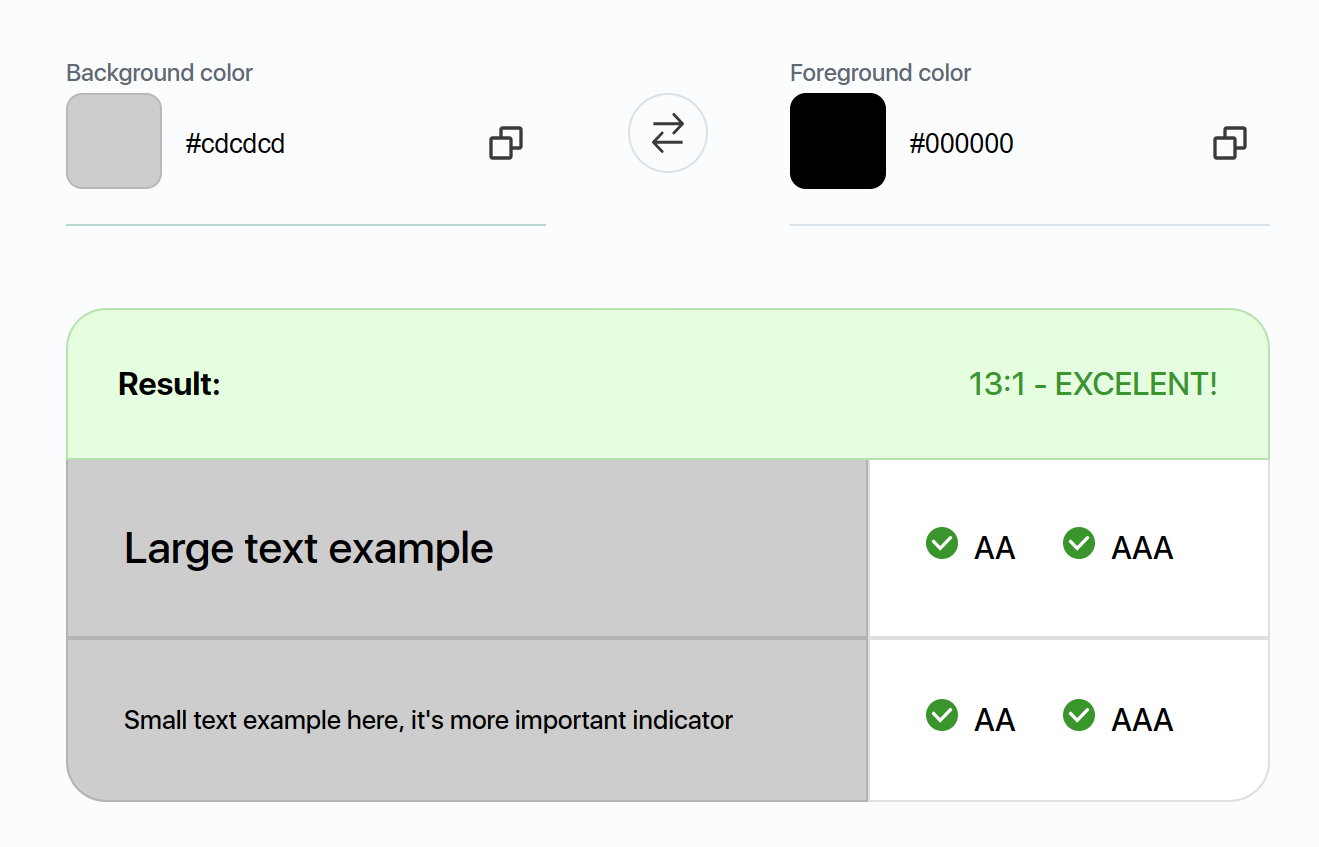 Background color
#cdcdcd
Foreground color
#000000
Result:
13:1 - EXCELENT!
Large text example
AA
AAA
Small text example here, it's more important indicator
AA
AAA